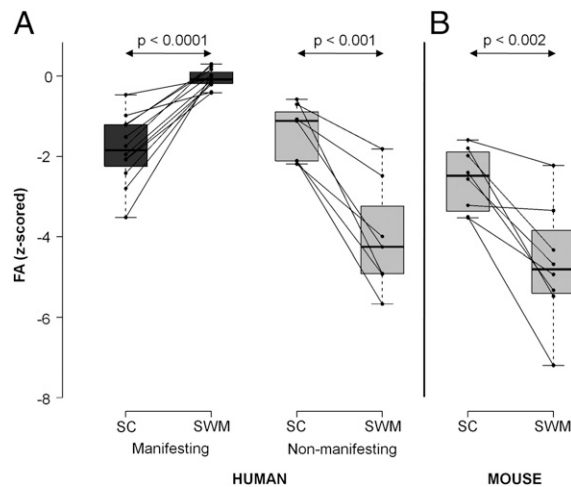 A
B
p < 0.0001
p < 0.001
p < 0.002
FA (z-scored)
0
-2
-4
-6
-8
SC SWM SC SWM SC SWM
Manifesting Non-manifesting
HUMAN MOUSE